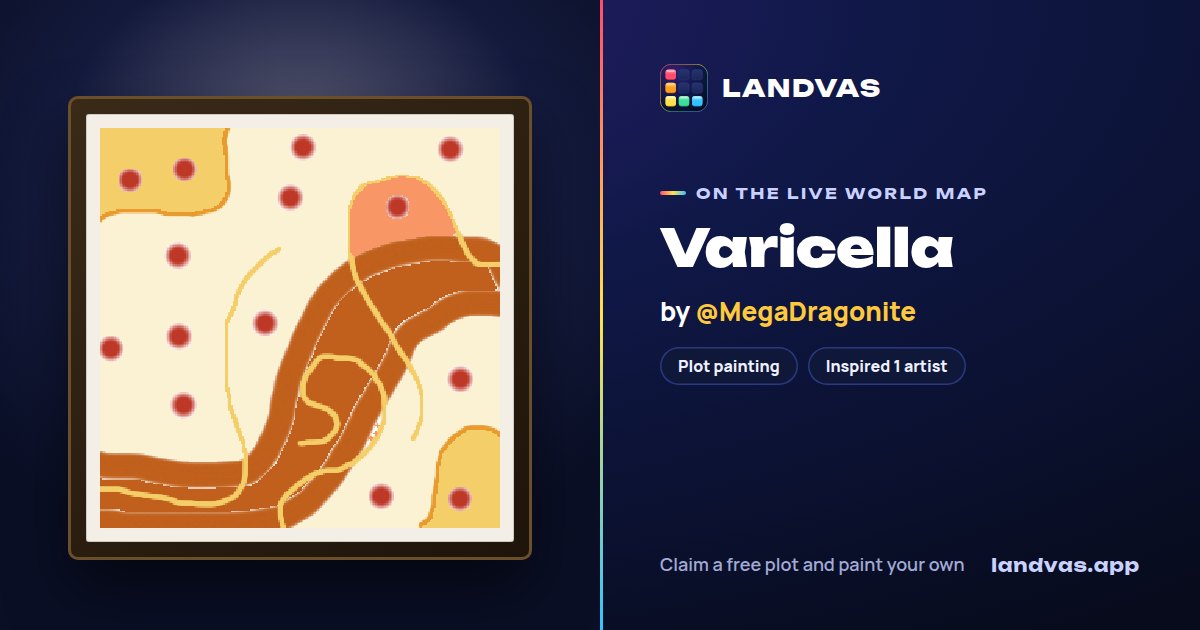 LANDVAS
ON THE LIVE WORLD MAP
Varicella
by @MegaDragonite
Plot painting
Inspired 1 artist
Claim a free plot and paint your own
landvas.app